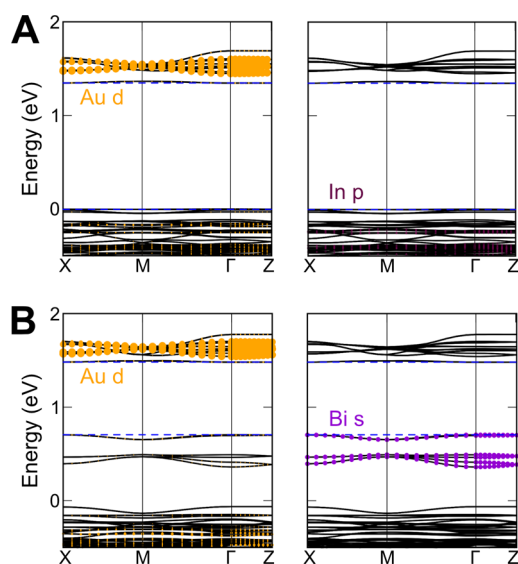 A
Energy (eV)
2
1
0
Au d
In p
X M Γ Z
X M Γ Z
B
Energy (eV)
2
1
0
Au d
Bi s
X M Γ Z
X M Γ Z